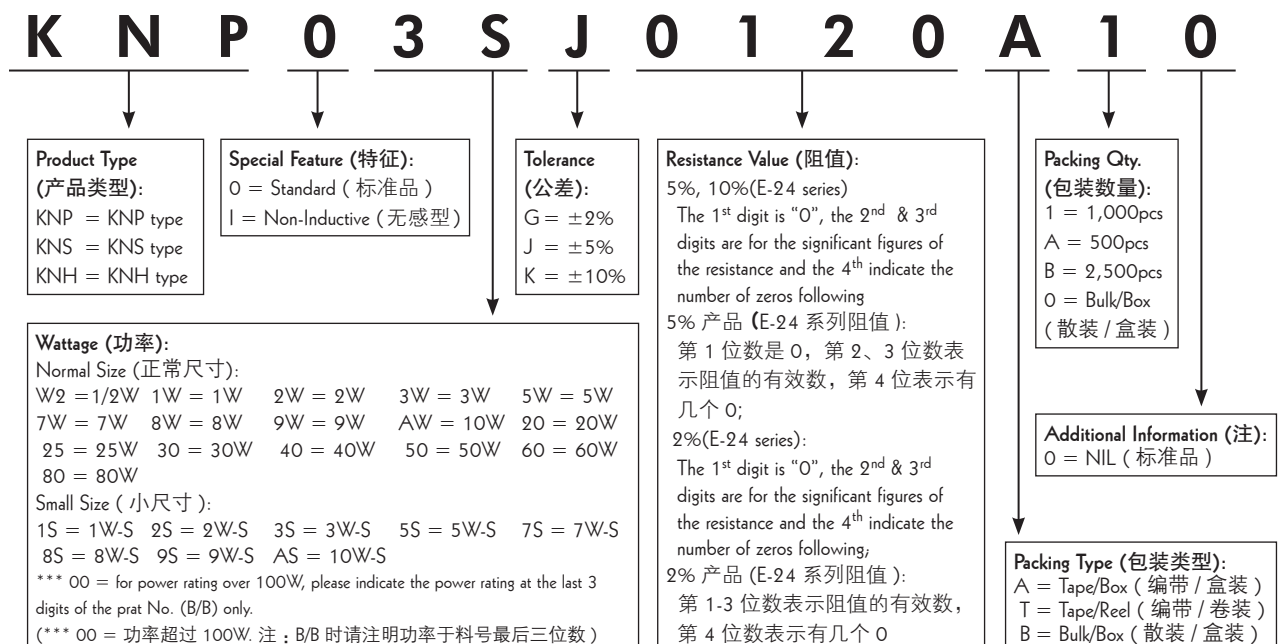 K N P 0 3 S J 0 1 2 0 A 1 0
Product Type
(产品类型):
KNP = KNP type
KNS = KNS type
KNH = KNH type
Special Feature (特征):
0 = Standard ( 标准品 )
I = Non-Inductive ( 无感型 )
Tolerance
(公差):
G = ±2%
J = ±5%
K = ±10%
Resistance Value (阻值):
5%, 10%(E-24 series)
The 1st digit is "0", the 2nd & 3rd
digits are for the significant figures of
the resistance and the 4th indicate the
number of zeros following
5% 产品 (E-24 系列阻值 ):
第 1 位数是 0，第 2、3 位数表
示阻值的有效数，第 4 位表示有
几个 0;
2%(E-24 series):
The 1st digit is "0", the 2nd & 3rd
digits are for the significant figures of
the resistance and the 4th indicate the
number of zeros following;
2% 产品 (E-24 系列阻值 ):
第 1-3 位数表示阻值的有效数，
第 4 位数表示有几个 0
Packing Qty.
(包装数量):
1 = 1,000pcs
A = 500pcs
B = 2,500pcs
0 = Bulk/Box
( 散装 / 盒装 )
Wattage (功率):
Normal Size (正常尺寸):
W2 =1/2W 1W = 1W 2W = 2W 3W = 3W 5W = 5W
7W = 7W 8W = 8W 9W = 9W AW = 10W 20 = 20W
25 = 25W 30 = 30W 40 = 40W 50 = 50W 60 = 60W
80 = 80W
Small Size ( 小尺寸 ):
1S = 1W-S 2S = 2W-S 3S = 3W-S 5S = 5W-S 7S = 7W-S
8S = 8W-S 9S = 9W-S AS = 10W-S
*** 00 = for power rating over 100W, please indicate the power rating at the last 3
digits of the prat No. (B/B) only.
(*** 00 = 功率超过 100W. 注 : B/B 时请注明功率于料号最后三位数 )
Additional Information (注):
0 = NIL ( 标准品 )
Packing Type (包装类型):
A = Tape/Box ( 编带 / 盒装 )
T = Tape/Reel ( 编带 / 卷装 )
B = Bulk/Box ( 散装 / 盒装 )